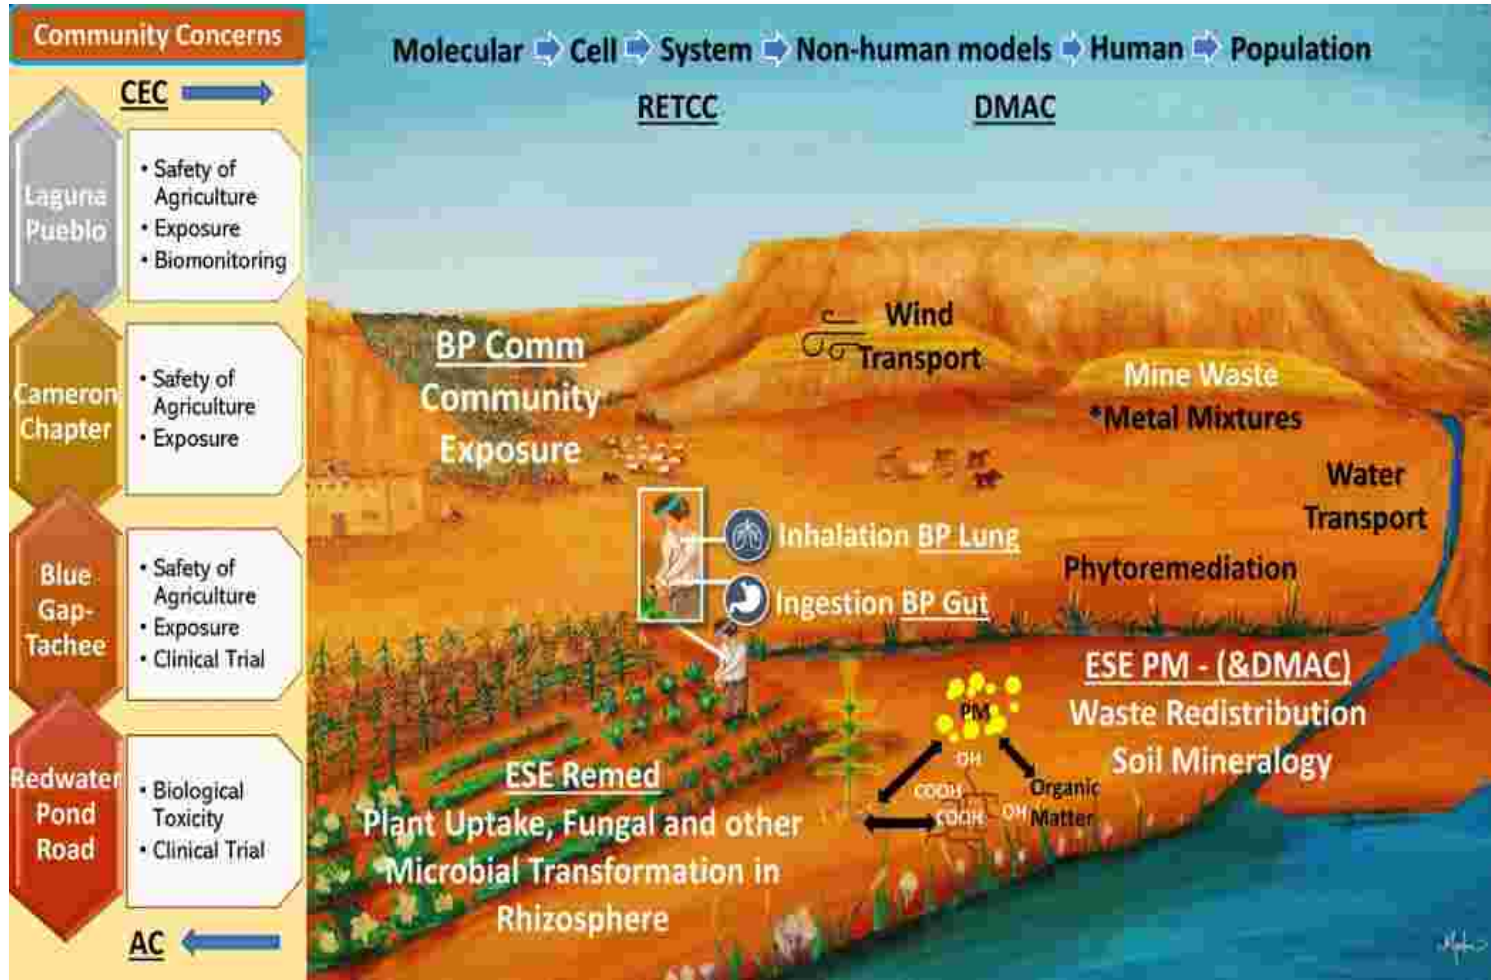 Community Concerns
CEC
Laguna
Pueblo
• Safety of
Agriculture
• Exposure
• Biomonitoring
Cameron
Chapter
• Safety of
Agriculture
• Exposure
Blue
Gap-
Tachee
• Safety of
Agriculture
• Exposure
• Clinical Trial
Redwater
Pond
Road
• Biological
Toxicity
• Clinical Trial
AC
Molecular Cell System Non-human models Human Population
RETCC DMAC
Wind
Transport
BP Comm
Community
Exposure
Mine Waste
*Metal Mixtures
Water
Transport
Inhalation BP Lung
Ingestion BP Gut
Phytoremediation
ESE PM - (&DMAC)
Waste Redistribution
Soil Mineralogy
PM
OH
COOH
COOH
OH
Organic
Matter
ESE Remed
Plant Uptake, Fungal and other
Microbial Transformation in
Rhizosphere